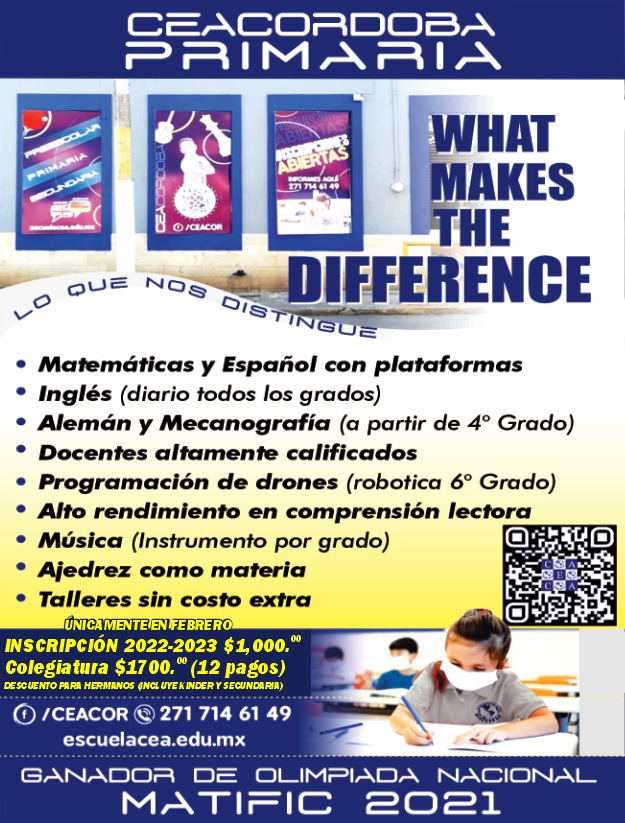 CEACORDOBA
PRIMARIA
PREESCOLAR
PRIMARIA
SECUNDARIA
escuelacea.edu.mx
CEACORDOBA
/CEACOR
INSCRIPCIONES
ABIERTAS
INFORMES AQUÍ
271 714 61 49
WHAT
MAKES
THE
DIFFERENCE
LO QUE NOS DISTINGUE
• Matemáticas y Español con plataformas
• Inglés (diario todos los grados)
• Alemán y Mecanografía (a partir de 4º Grado)
• Docentes altamente calificados
• Programación de drones (robotica 6º Grado)
• Alto rendimiento en comprensión lectora
• Música (Instrumento por grado)
• Ajedrez como materia
• Talleres sin costo extra
C A
E C
ÚNICAMENTE EN FEBRERO
INSCRIPCIÓN 2022-2023 $1,000.00
Colegiatura $1700.00 (12 pagos)
DESCUENTO PARA HERMANOS (INCLUYE KINDER Y SECUNDARIA)
/CEACOR 271 714 61 49
escuelacea.edu.mx
GANADOR DE OLIMPIADA NACIONAL
MATIFIC 2021